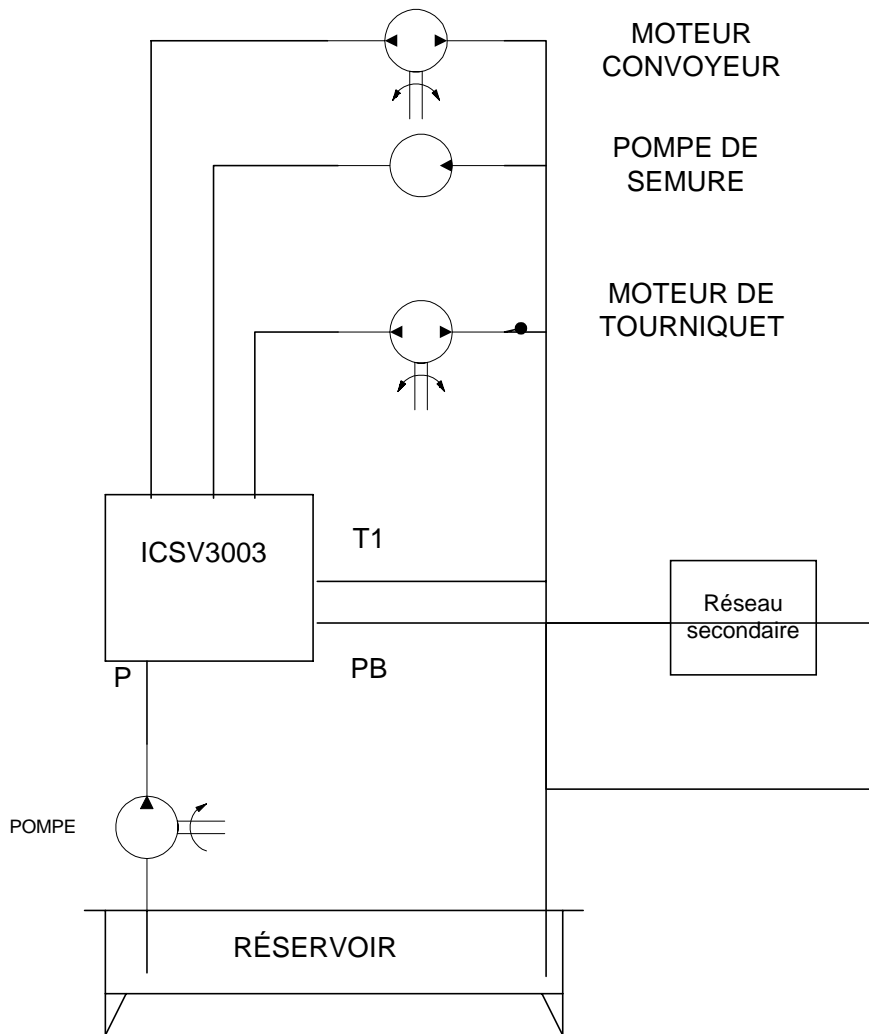 MOTEUR
CONVOYEUR
POMPE DE
SEMURE
MOTEUR DE
TOURNIQUET
ICSV3003
T1
Réseau
secondaire
P
PB
POMPE
RÉSERVOIR